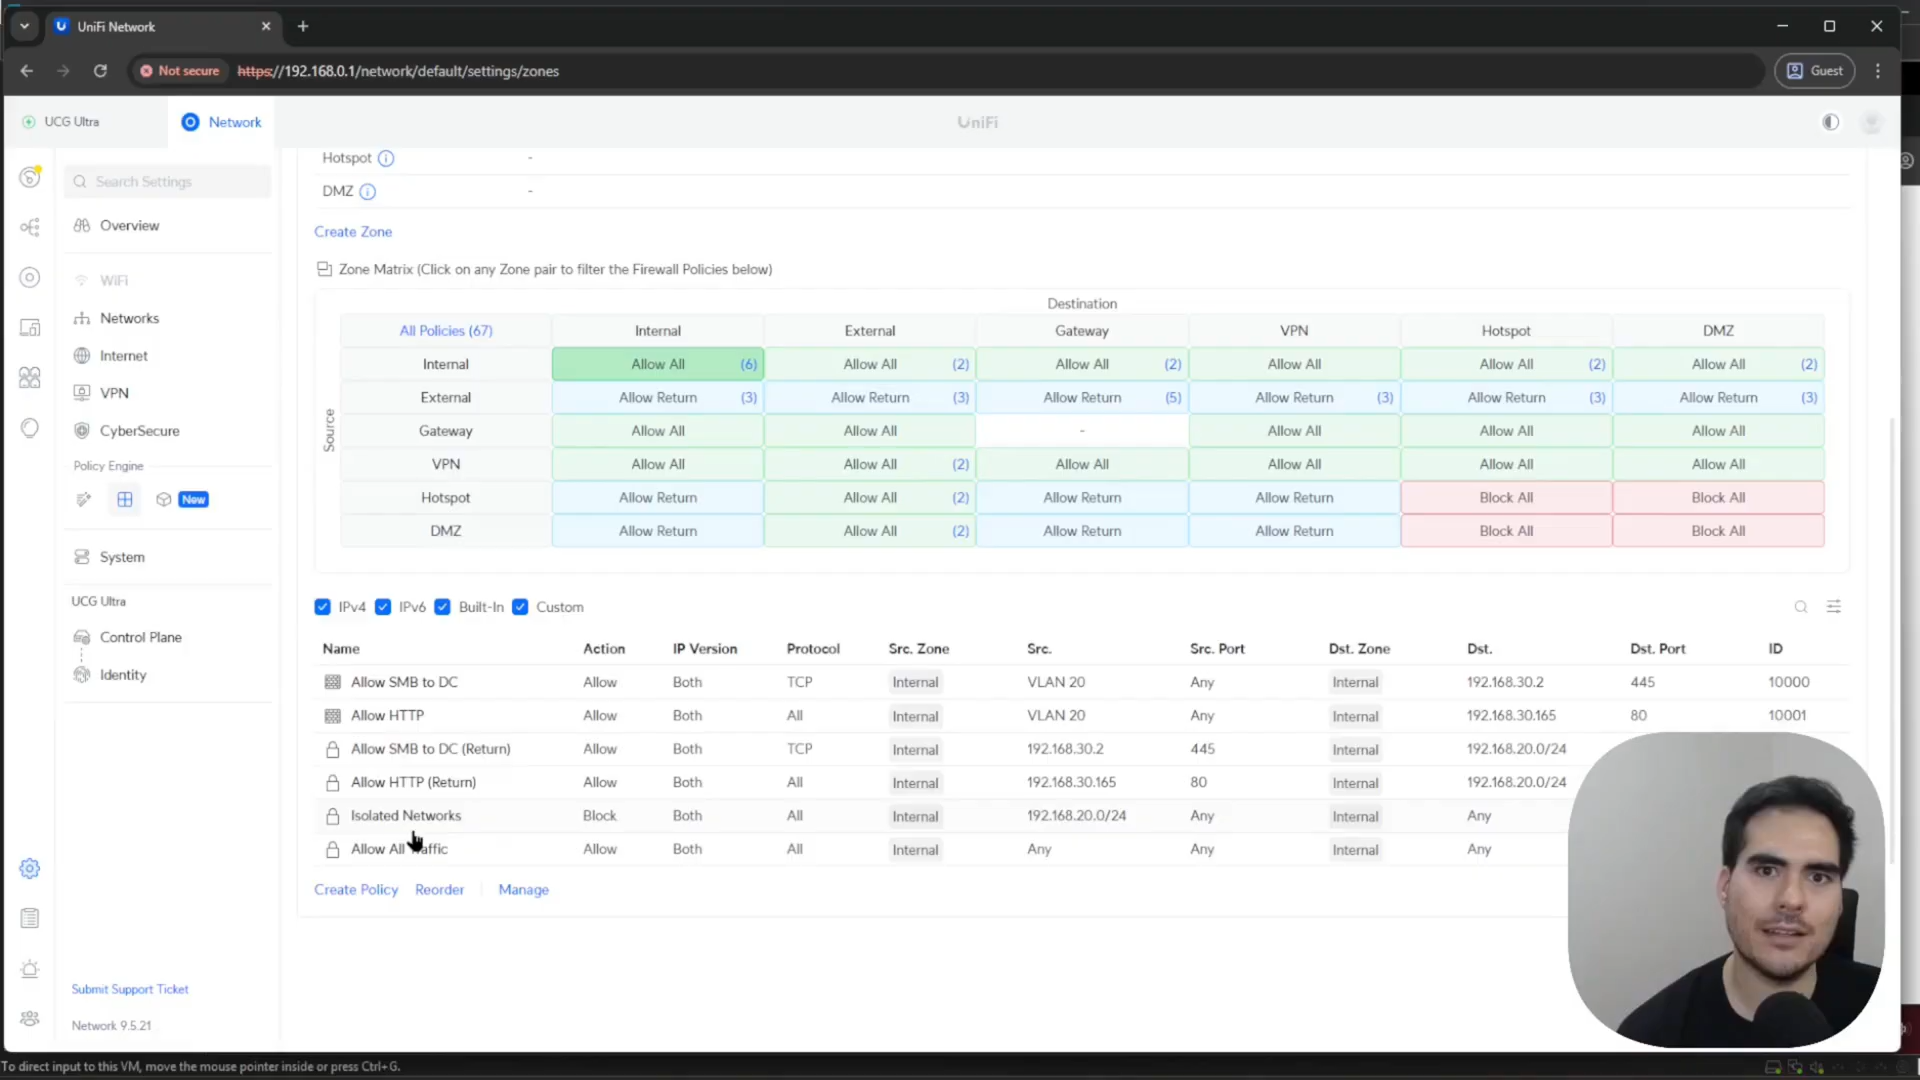 UniFi Network
Not secure https://192.168.0.1/network/default/settings/zones Guest
UCG Ultra Network UniFi
Hotspot -
Search Settings
DMZ -
Overview
Create Zone
Zone Matrix (Click on any Zone pair to filter the Firewall Policies below)
WiFi
Networks
Internet
VPN
CyberSecure
Policy Engine
New
System
UCG Ultra
Control Plane
Identity
Destination
Source
All Policies (67) Internal External Gateway VPN Hotspot DMZ
Internal Allow All (6) Allow All (2) Allow All (2) Allow All Allow All (2) Allow All (2)
External Allow Return (3) Allow Return (3) Allow Return (5) Allow Return (3) Allow Return (3) Allow Return (3)
Gateway Allow All Allow All - Allow All Allow All Allow All
VPN Allow All Allow All (2) Allow All Allow All Allow All Allow All
Hotspot Allow Return Allow All (2) Allow Return Allow Return Block All Block All
DMZ Allow Return Allow All (2) Allow Return Allow Return Block All Block All
IPv4 IPv6 Built-In Custom
Name Action IP Version Protocol Src. Zone Src. Src. Port Dst. Zone Dst. Dst. Port ID
Allow SMB to DC Allow Both TCP Internal VLAN 20 Any Internal 192.168.30.2 445 10000
Allow HTTP Allow Both All Internal VLAN 20 Any Internal 192.168.30.165 80 10001
Allow SMB to DC (Return) Allow Both TCP Internal 192.168.30.2 445 Internal 192.168.20.0/24
Allow HTTP (Return) Allow Both All Internal 192.168.30.165 80 Internal 192.168.20.0/24
Isolated Networks Block Both All Internal 192.168.20.0/24 Any Internal Any
Allow All Traffic Allow Both All Internal Any Any Internal Any
Create Policy Reorder Manage
Submit Support Ticket
Network 9.5.21
To direct input to this VM, move the mouse pointer inside or press Ctrl+G.